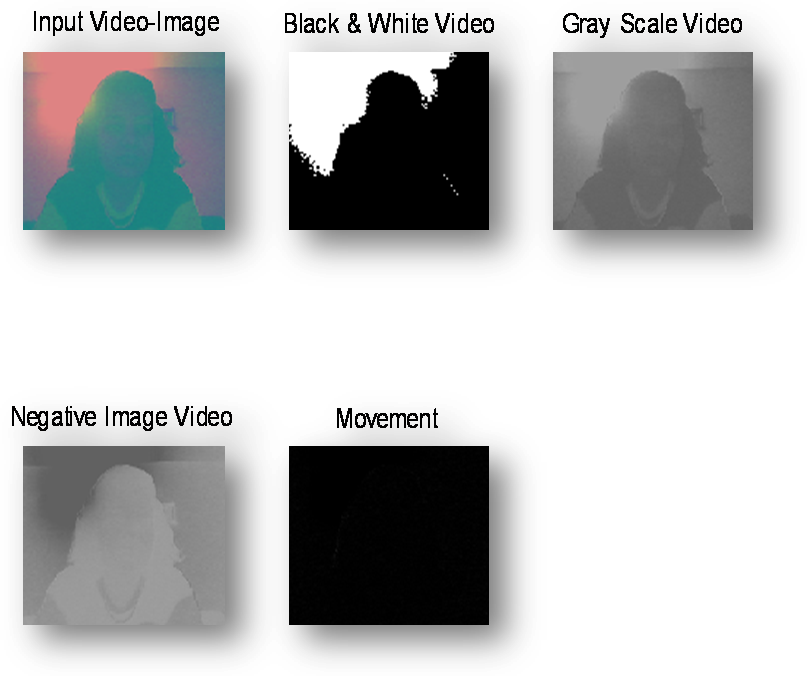 Input Video-Image
Black & White Video
Gray Scale Video
Negative Image Video
Movement